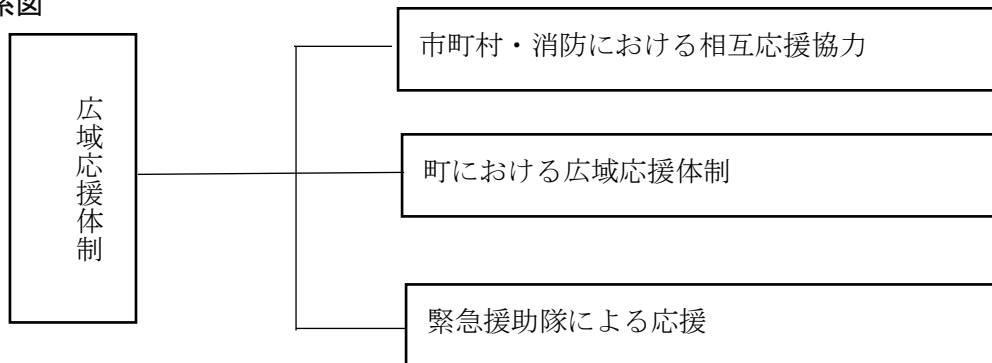 系図
広域応援体制
市町村・消防における相互応援協力
町における広域応援体制
緊急援助隊による応援